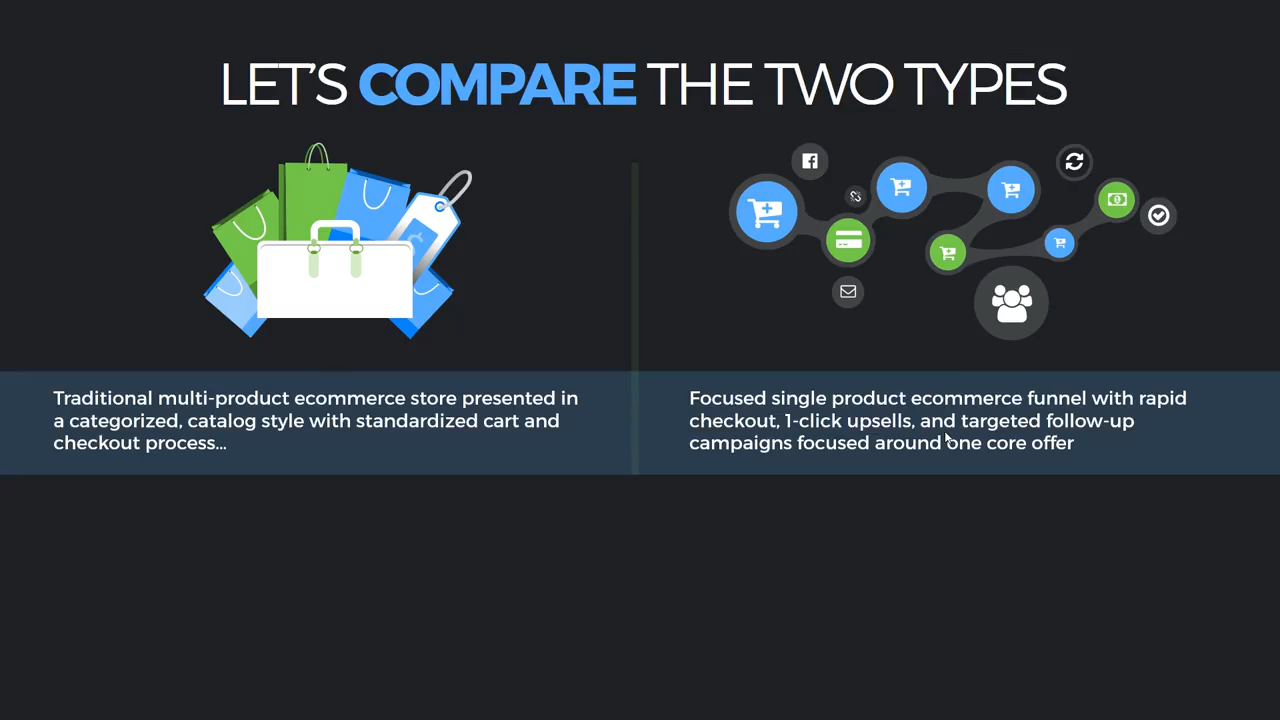 LET'S COMPARE THE TWO TYPES
Traditional multi-product ecommerce store presented in
a categorized, catalog style with standardized cart and
checkout process...
Focused single product ecommerce funnel with rapid
checkout, 1-click upsells, and targeted follow-up
campaigns focused around one core offer